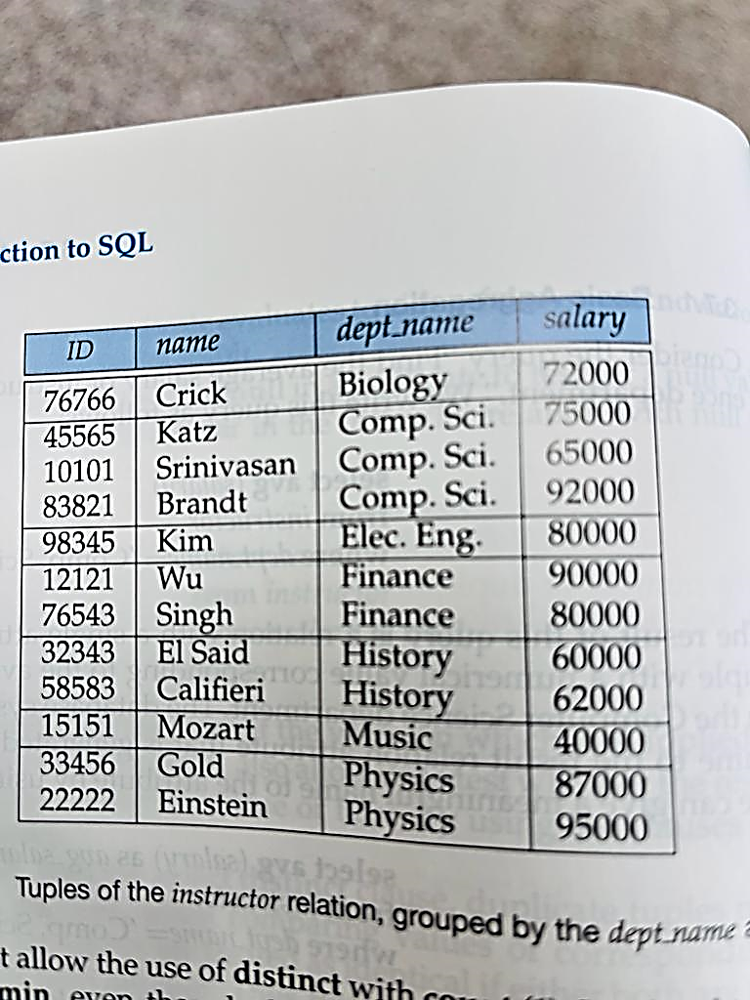 ction to SQL
ID name dept_name salary
76766 Crick Biology 72000
45565 Katz Comp. Sci. 75000
10101 Srinivasan Comp. Sci. 65000
83821 Brandt Comp. Sci. 92000
98345 Kim Elec. Eng. 80000
12121 Wu Finance 90000
76543 Singh Finance 80000
32343 El Said History 60000
58583 Califieri History 62000
15151 Mozart Music 40000
33456 Gold Physics 87000
22222 Einstein Physics 95000
Tuples of the instructor relation, grouped by the dept_name
t allow the use of distinct with
min, even